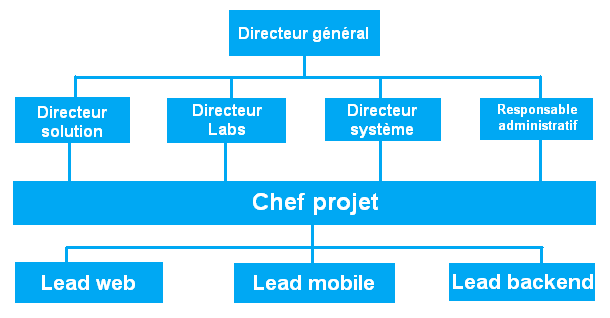 Directeur général
Directeur
solution
Directeur
Labs
Directeur
système
Responsable
administratif
Chef projet
Lead web
Lead mobile
Lead backend